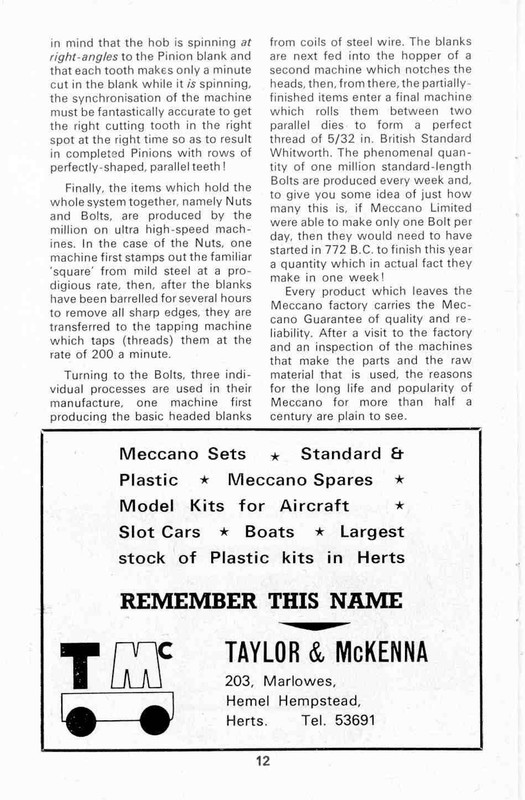 in mind that the hob is spinning at
right-angles to the Pinion blank and
that each tooth makes only a minute
cut in the blank while it is spinning,
the synchronisation of the machine
must be fantastically accurate to get
the right cutting tooth in the right
spot at the right time so as to result
in completed Pinions with rows of
perfectly-shaped, parallel teeth!
Finally, the items which hold the
whole system together, namely Nuts
and Bolts, are produced by the
million on ultra high-speed mach-
ines. In the case of the Nuts, one
machine first stamps out the familiar
'square' from mild steel at a pro-
digious rate, then, after the blanks
have been barrelled for several hours
to remove all sharp edges, they are
transferred to the tapping machine
which taps (threads) them at the
rate of 200 a minute.
Turning to the Bolts, three indi-
vidual processes are used in their
manufacture, one machine first
producing the basic headed blanks
from coils of steel wire. The blanks
are next fed into the hopper of a
second machine which notches the
heads, then, from there, the partially-
finished items enter a final machine
which rolls them between two
parallel dies to form a perfect
thread of 5/32 in. British Standard
Whitworth. The phenomenal quan-
tity of one million standard-length
Bolts are produced every week and,
to give you some idea of just how
many this is, if Meccano Limited
were able to make only one Bolt per
day, then they would need to have
started in 772 B.C. to finish this year
a quantity which in actual fact they
make in one week!
Every product which leaves the
Meccano factory carries the Mec-
cano Guarantee of quality and re-
liability. After a visit to the factory
and an inspection of the machines
that make the parts and the raw
material that is used, the reasons
for the long life and popularity of
Meccano for more than half a
century are plain to see.
Meccano Sets ★ Standard &
Plastic ★ Meccano Spares ★
Model Kits for Aircraft ★
Slot Cars ★ Boats ★ Largest
stock of Plastic kits in Herts
REMEMBER THIS NAME
T Mc
TAYLOR & McKENNA
203, Marlowes,
Hemel Hempstead,
Herts. Tel. 53691
12